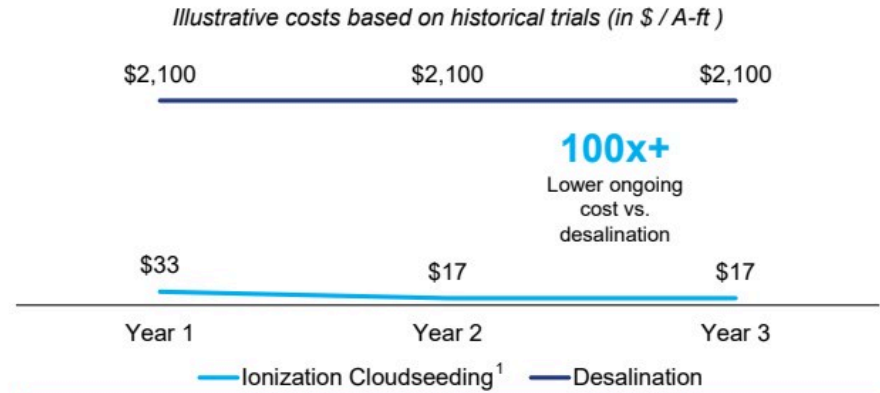 Illustrative costs based on historical trials (in $ / A-ft )
$2,100 $2,100 $2,100
100x+
Lower ongoing
cost vs.
desalination
$33 $17 $17
Year 1 Year 2 Year 3
Ionization Cloudseeding¹ Desalination